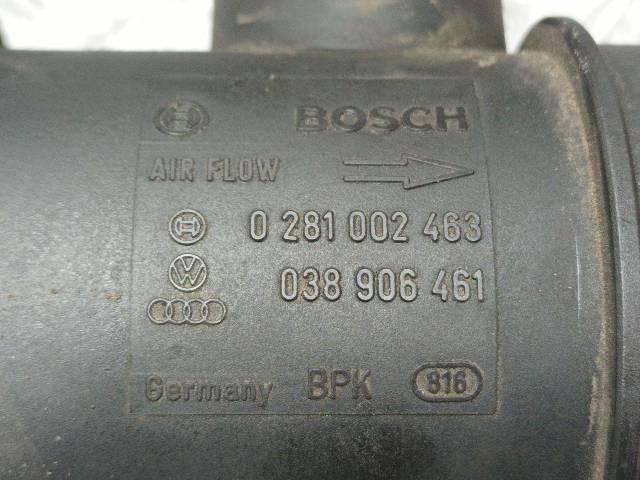 BOSCH
AIR FLOW
0 281 002 463
038 906 461
Germany BPK 816